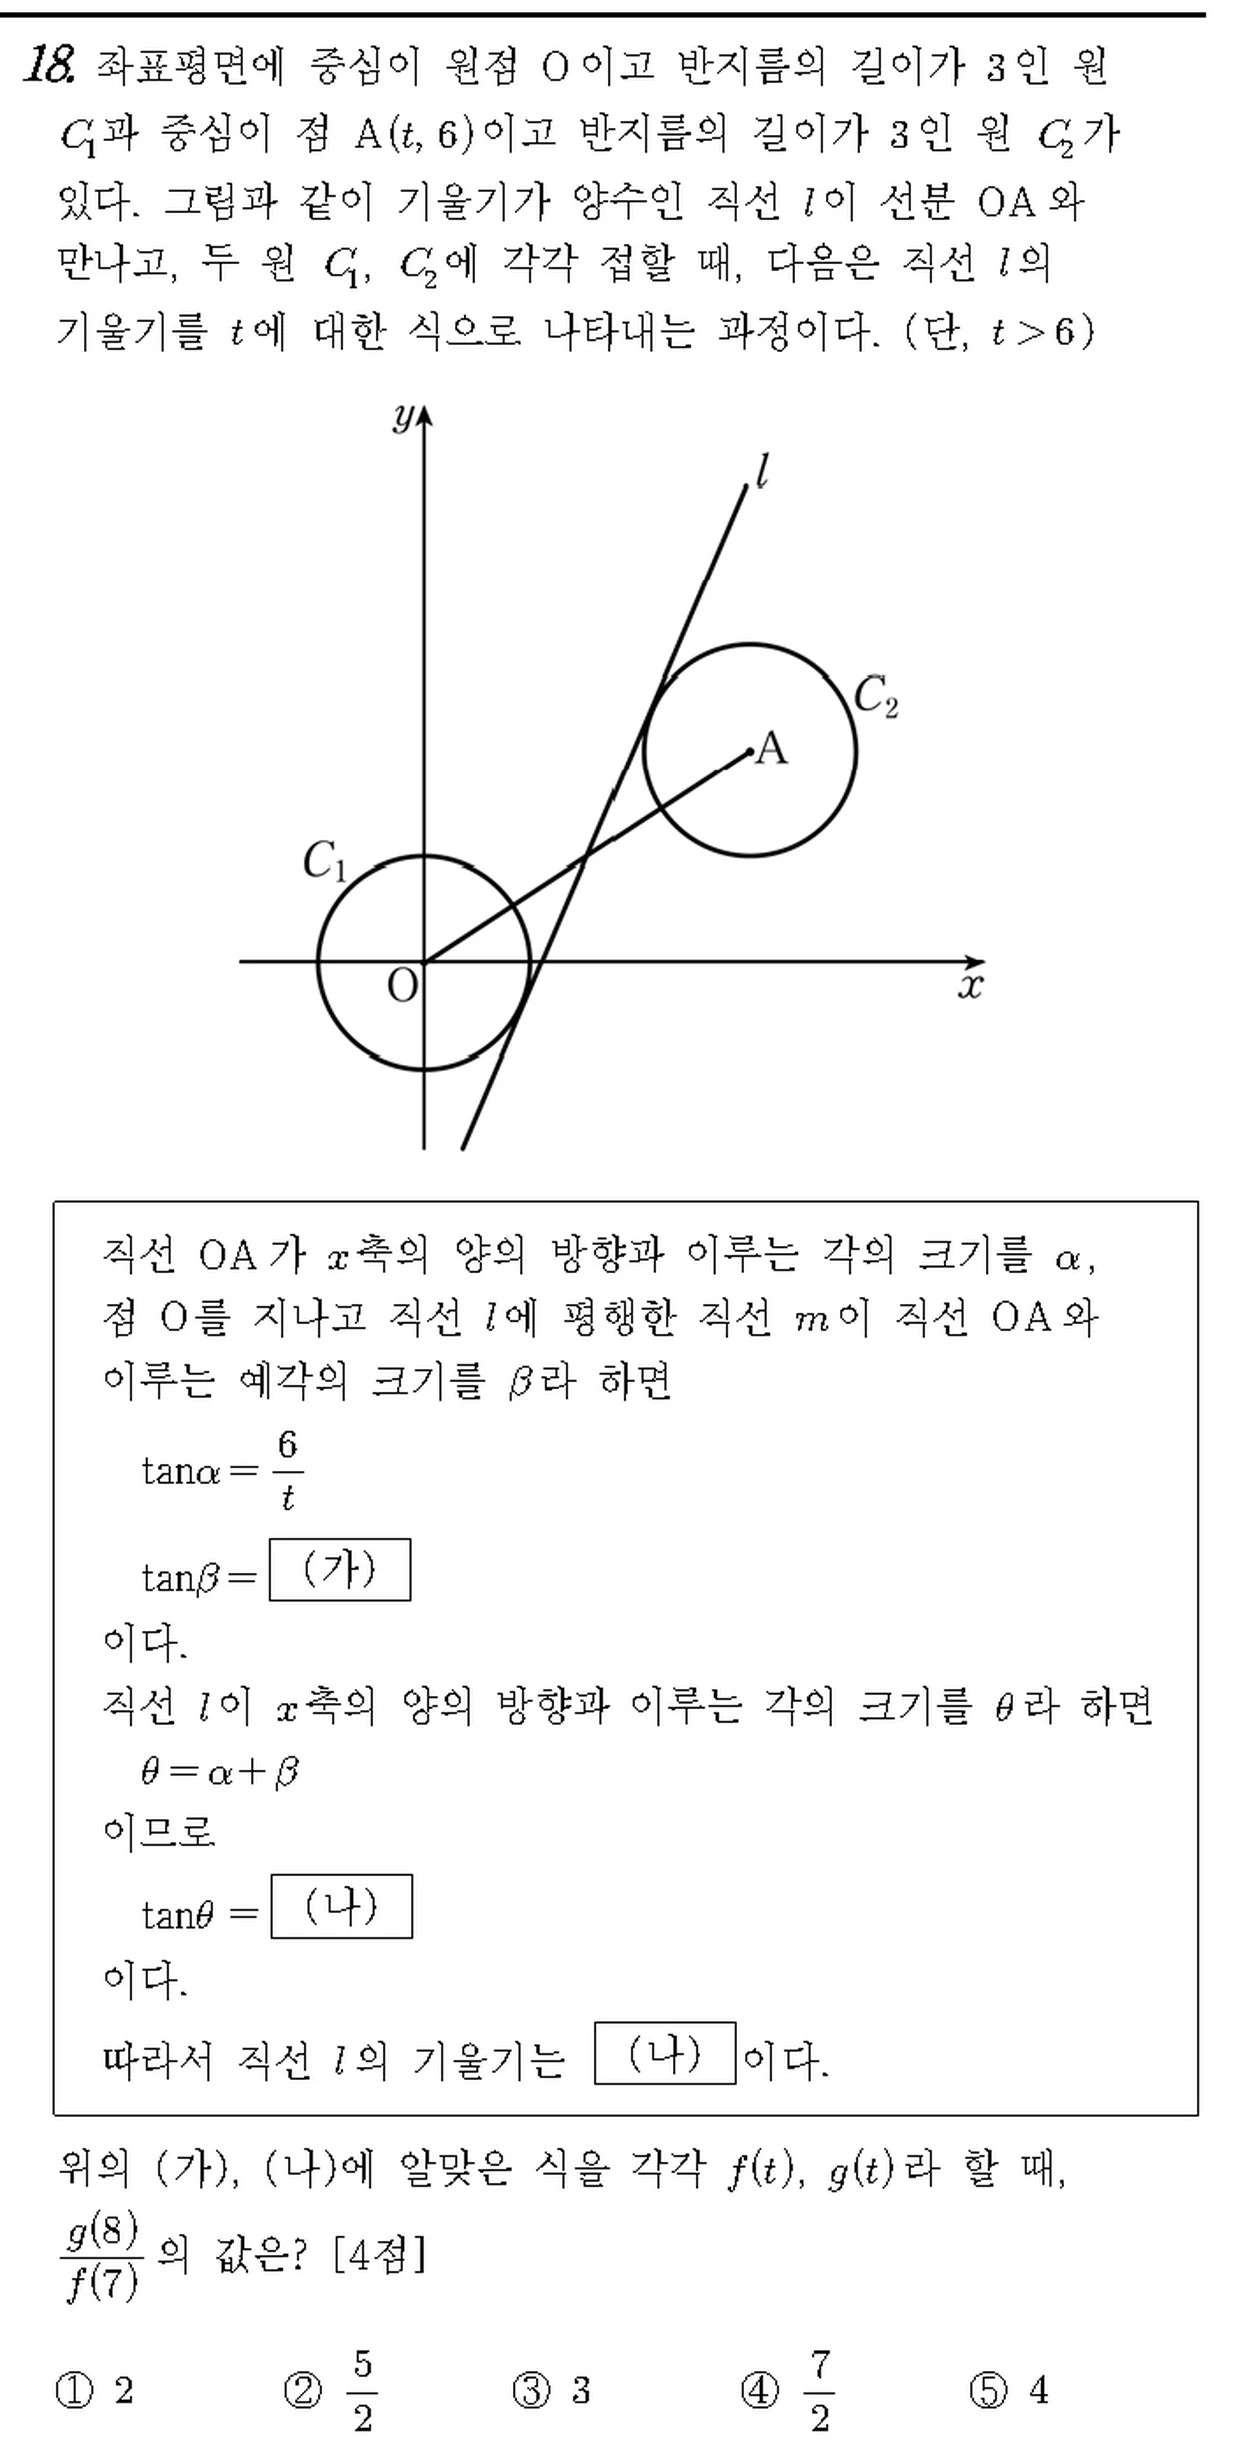 18. 좌표평면에 중심이 원점 O이고 반지름의 길이가 3인 원
C₁과 중심이 점 A(t, 6)이고 반지름의 길이가 3인 원 C₂가
있다. 그림과 같이 기울기가 양수인 직선 l이 선분 OA와
만나고, 두 원 C₁, C₂에 각각 접할 때, 다음은 직선 l의
기울기를 t에 대한 식으로 나타내는 과정이다. (단, t > 6)
y
l
C₂
A
C₁
O
x
직선 OA가 x축의 양의 방향과 이루는 각의 크기를 α,
점 O를 지나고 직선 l에 평행한 직선 m이 직선 OA와
이루는 예각의 크기를 β라 하면
tanα = 6/t
tanβ = (가)
이다.
직선 l이 x축의 양의 방향과 이루는 각의 크기를 θ라 하면
θ = α + β
이므로
tanθ = (나)
이다.
따라서 직선 l의 기울기는 (나) 이다.
위의 (가), (나)에 알맞은 식을 각각 f(t), g(t)라 할 때,
g(8)/f(7) 의 값은? [4점]
① 2 ② 5/2 ③ 3 ④ 7/2 ⑤ 4